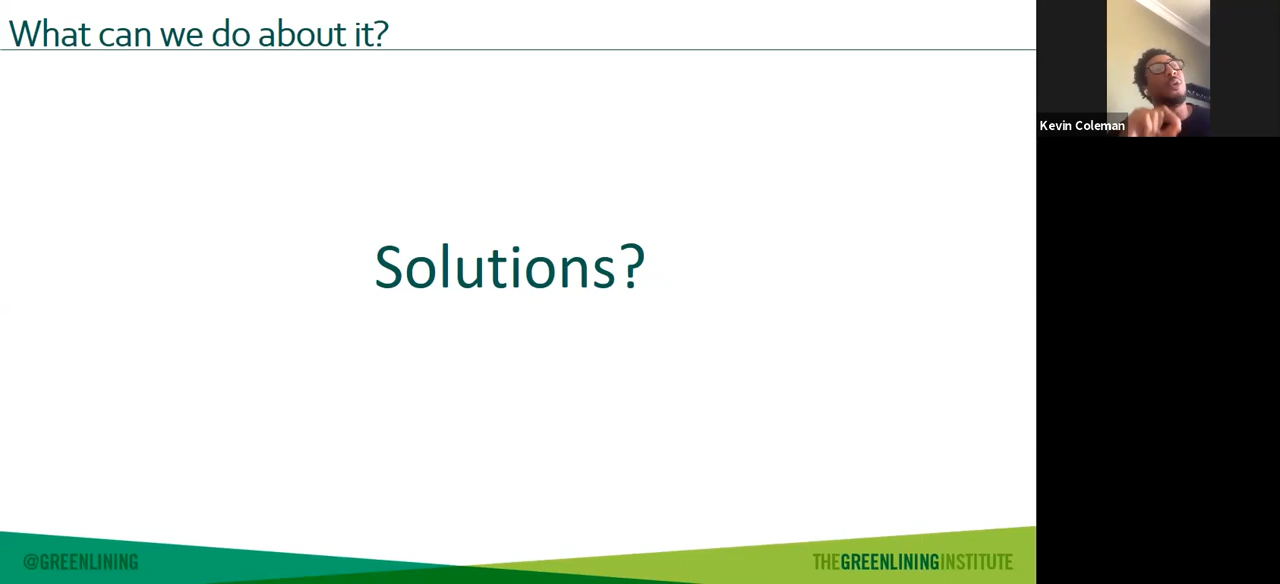 What can we do about it?
Kevin Coleman
Solutions?
@GREENLINING
THEGREENLININGINSTITUTE